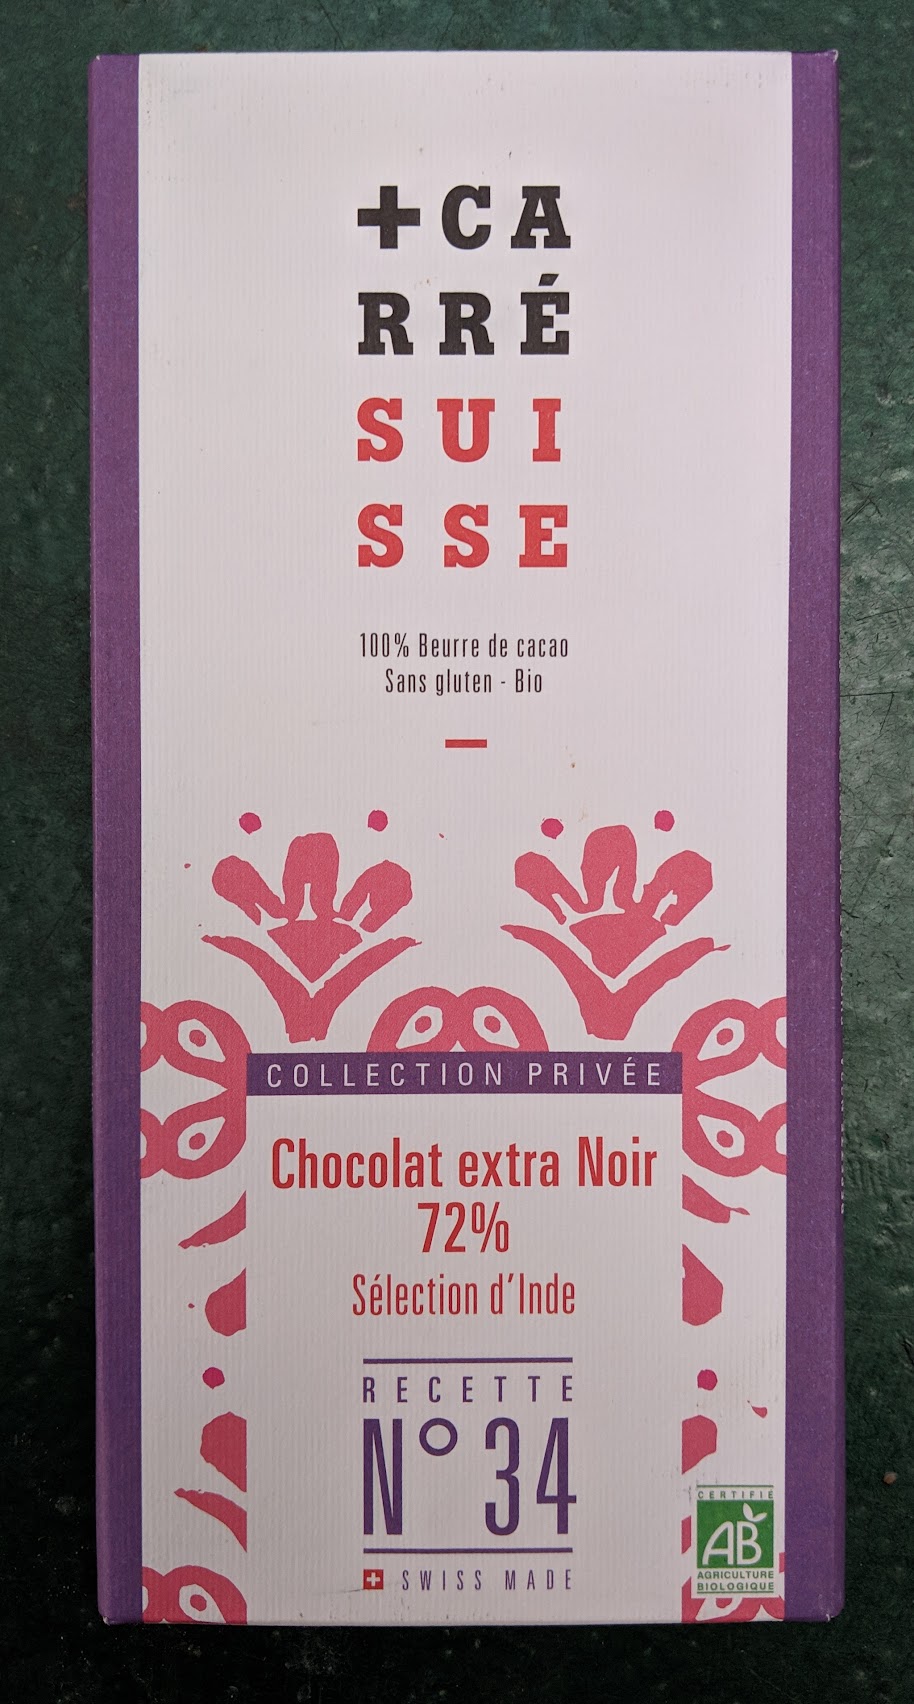 +CA
RRÉ
SUI
SSE
100% Beurre de cacao
Sans gluten - Bio
COLLECTION PRIVÉE
Chocolat extra Noir
72%
Sélection d'Inde
RECETTE
N° 34
SWISS MADE
CERTIFIÉ
AB
AGRICULTURE
BIOLOGIQUE